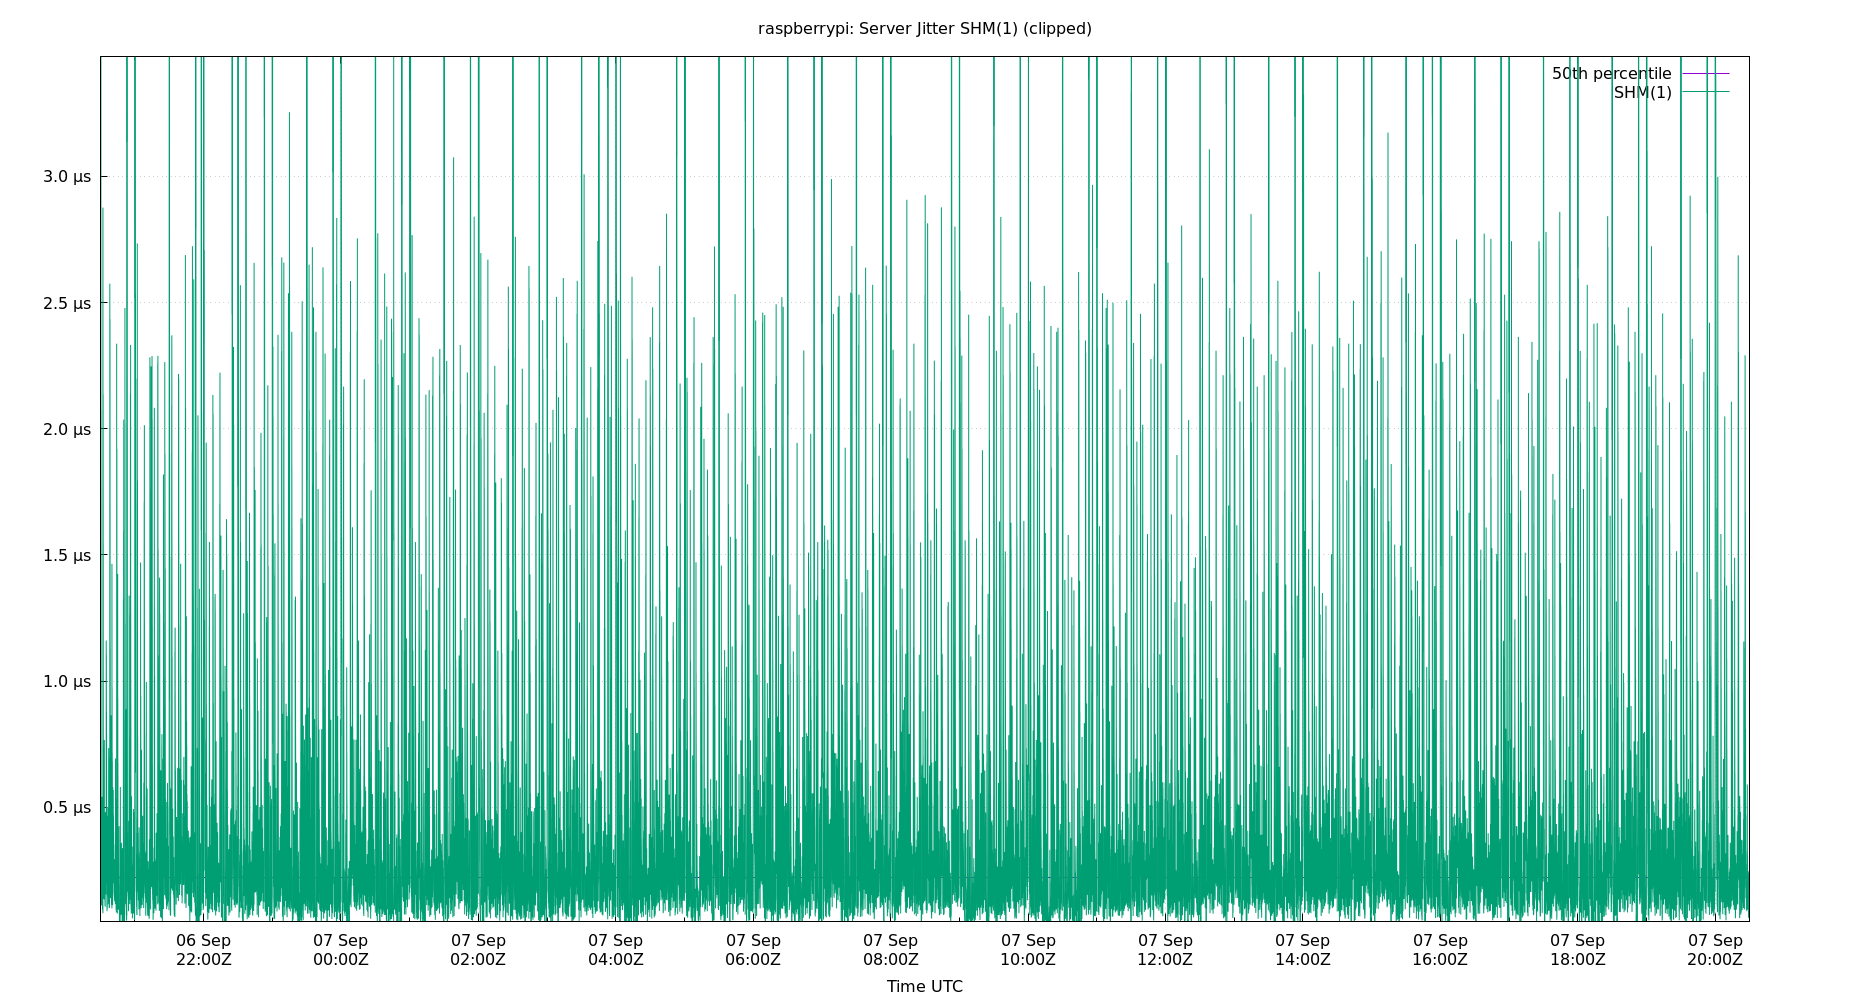 raspberrypi: Server Jitter SHM(1) (clipped)
50th percentile
SHM(1)
3.0 µs
2.5 µs
2.0 µs
1.5 µs
1.0 µs
0.5 µs
06 Sep 07 Sep 07 Sep 07 Sep 07 Sep 07 Sep 07 Sep 07 Sep 07 Sep 07 Sep 07 Sep 07 Sep
22:00Z 00:00Z 02:00Z 04:00Z 06:00Z 08:00Z 10:00Z 12:00Z 14:00Z 16:00Z 18:00Z 20:00Z
Time UTC